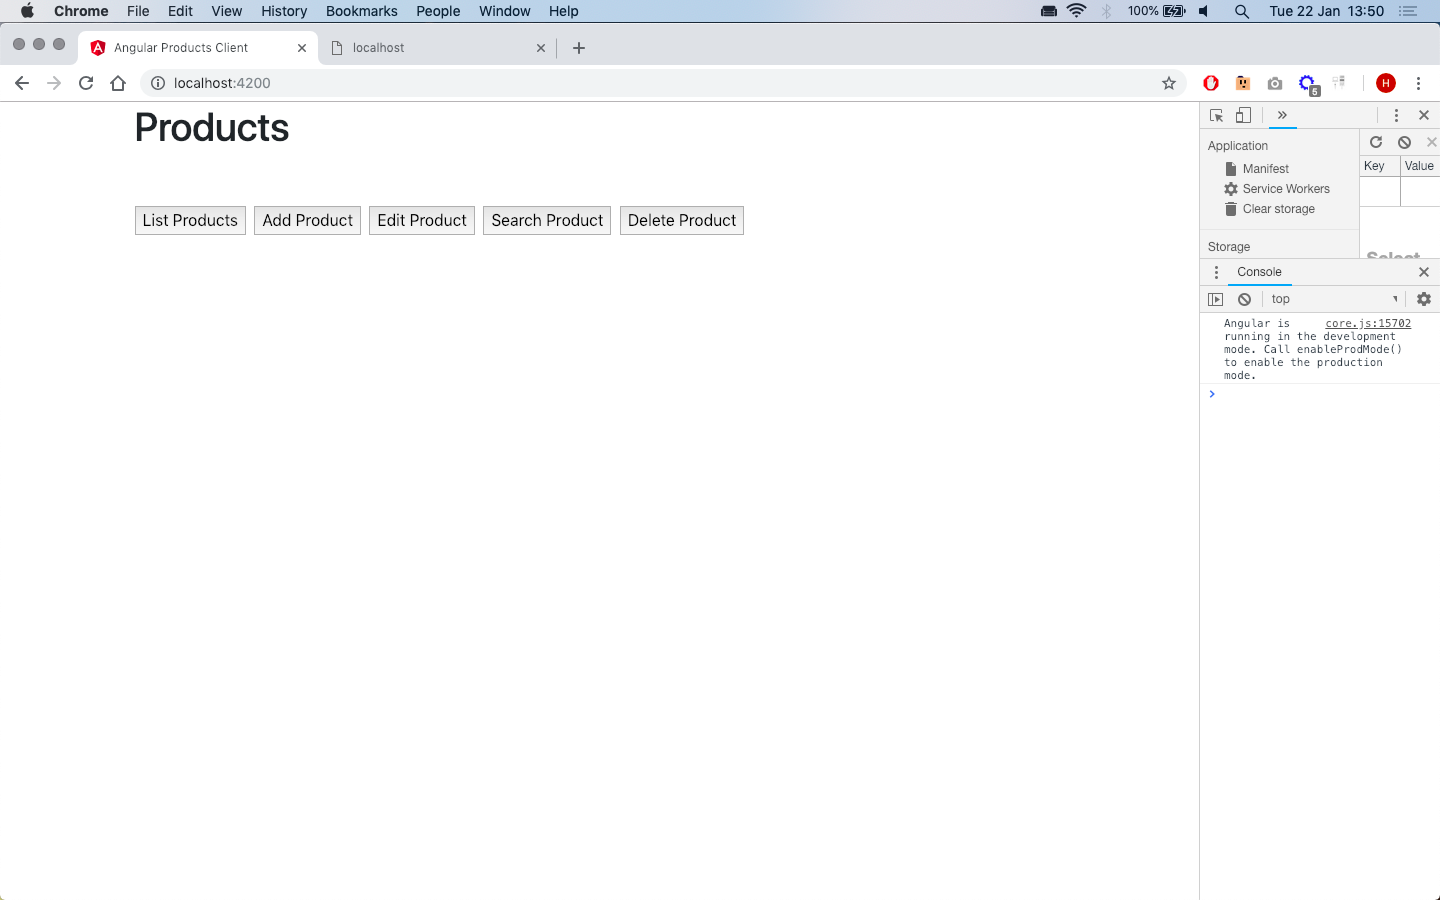 Chrome File Edit View History Bookmarks People Window Help 100% Tue 22 Jan 13:50
Angular Products Client localhost
localhost:4200 5 H
Products
List Products Add Product Edit Product Search Product Delete Product
Application
Manifest
Service Workers
Clear storage
Storage
Key Value
Select
Console
top
Angular is core.js:15702
running in the development
mode. Call enableProdMode()
to enable the production
mode.